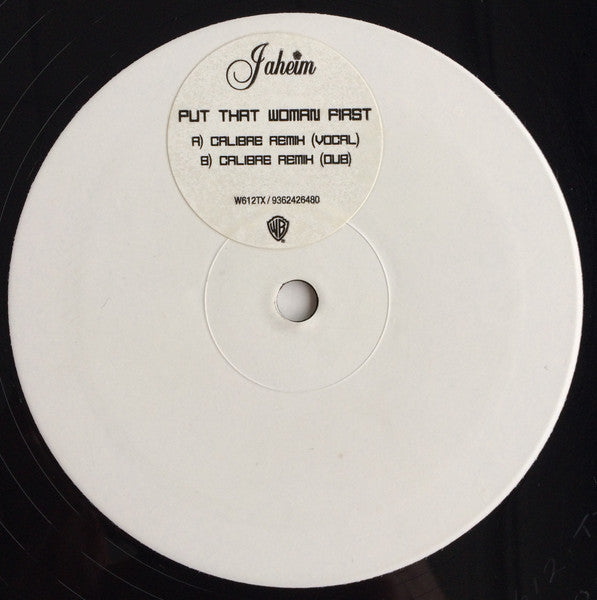 Jaheim
PUT THAT WOMAN FIRST
A) CALIBRE REMIX (VOCAL)
B) CALIBRE REMIX (DUB)
W612TX / 9362426480
WB